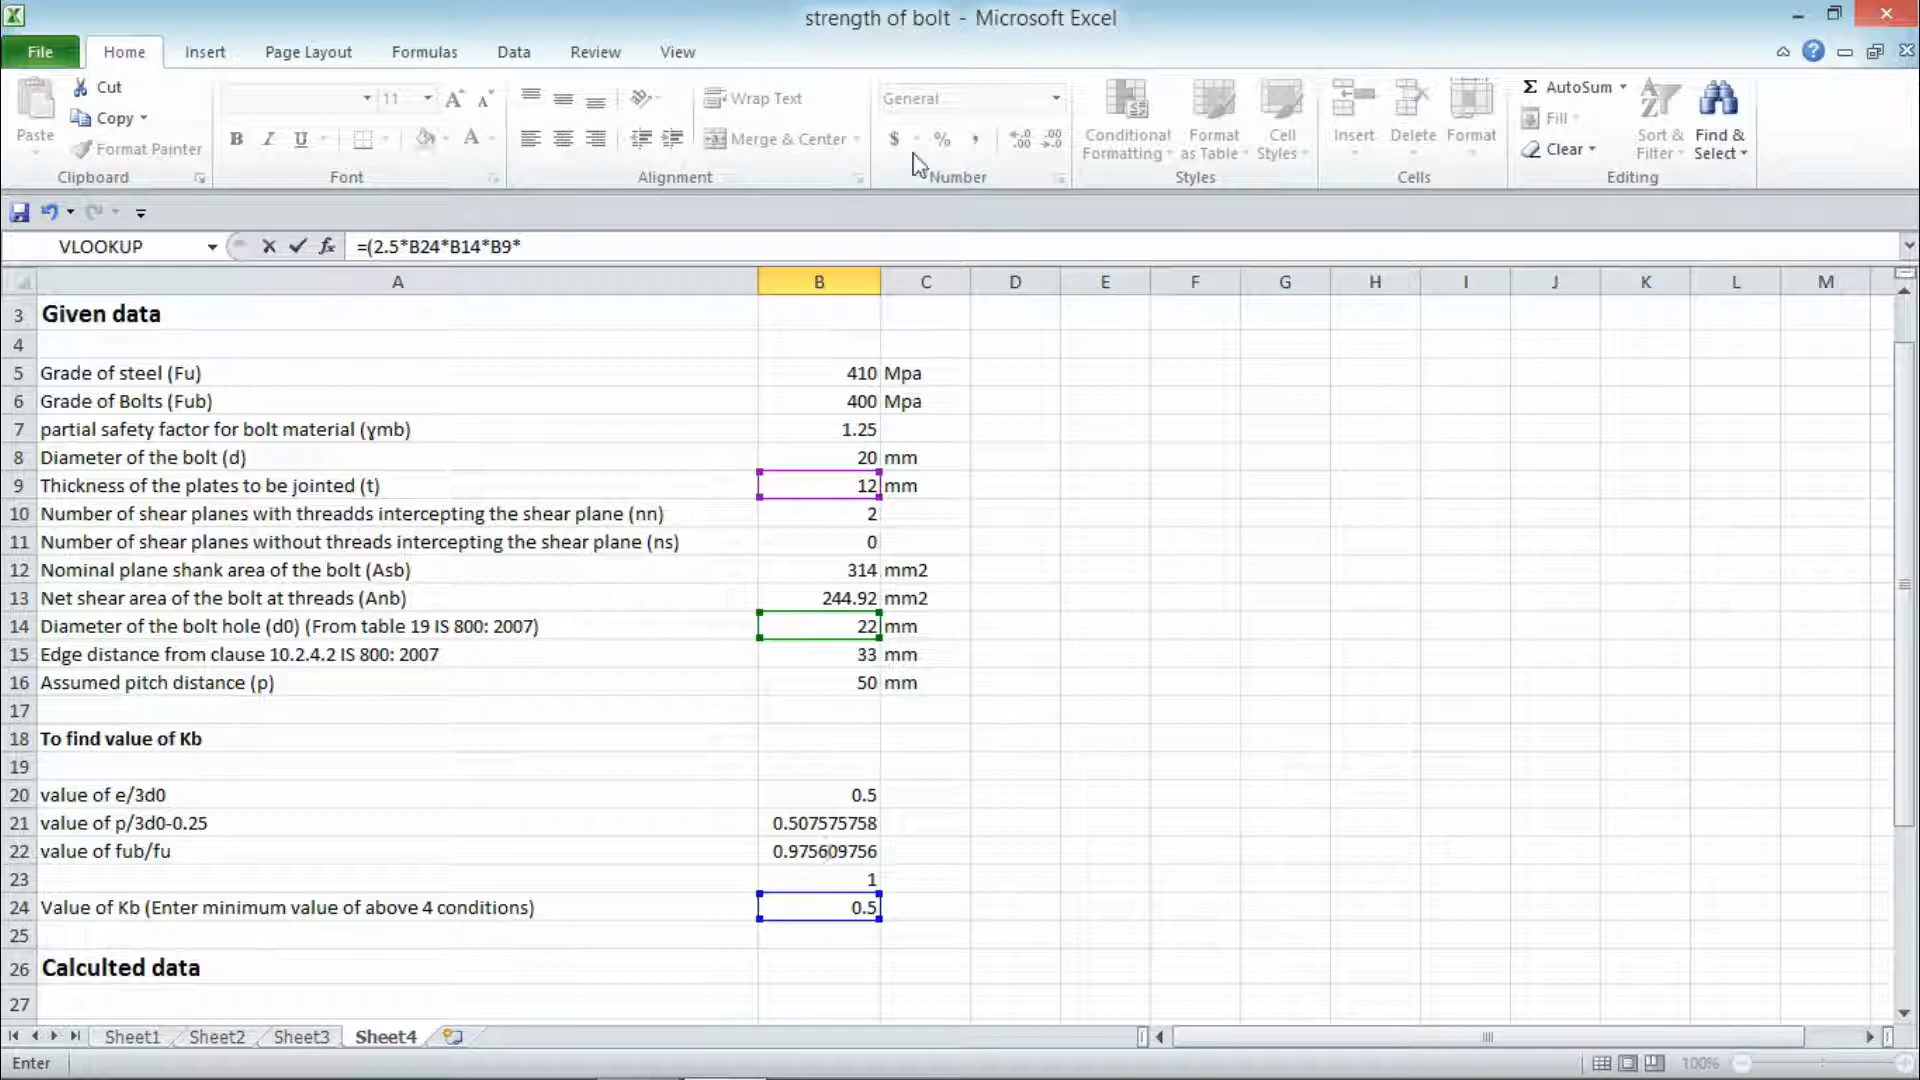 strength of bolt - Microsoft Excel
File Home Insert Page Layout Formulas Data Review View
Cut
Copy
Format Painter
Paste
11
B I U A
Wrap Text
Merge & Center
General
$ % ,
Conditional Formatting
Format as Table
Cell Styles
Insert Delete Format
Σ AutoSum
Fill
Clear
Sort & Filter
Find & Select
Clipboard Font Alignment Number Styles Cells Editing
VLOOKUP fx =(2.5*B24*B14*B9*
A B C D E F G H I J K L M
3 Given data
4
5 Grade of steel (Fu) 410 Mpa
6 Grade of Bolts (Fub) 400 Mpa
7 partial safety factor for bolt material (ɣmb) 1.25
8 Diameter of the bolt (d) 20 mm
9 Thickness of the plates to be jointed (t) 12 mm
10 Number of shear planes with threadds intercepting the shear plane (nn) 2
11 Number of shear planes without threads intercepting the shear plane (ns) 0
12 Nominal plane shank area of the bolt (Asb) 314 mm2
13 Net shear area of the bolt at threads (Anb) 244.92 mm2
14 Diameter of the bolt hole (d0) (From table 19 IS 800: 2007) 22 mm
15 Edge distance from clause 10.2.4.2 IS 800: 2007 33 mm
16 Assumed pitch distance (p) 50 mm
17
18 To find value of Kb
19
20 value of e/3d0 0.5
21 value of p/3d0-0.25 0.507575758
22 value of fub/fu 0.975609756
23 1
24 Value of Kb (Enter minimum value of above 4 conditions) 0.5
25
26 Calculted data
27
Sheet1 Sheet2 Sheet3 Sheet4
Enter 100%